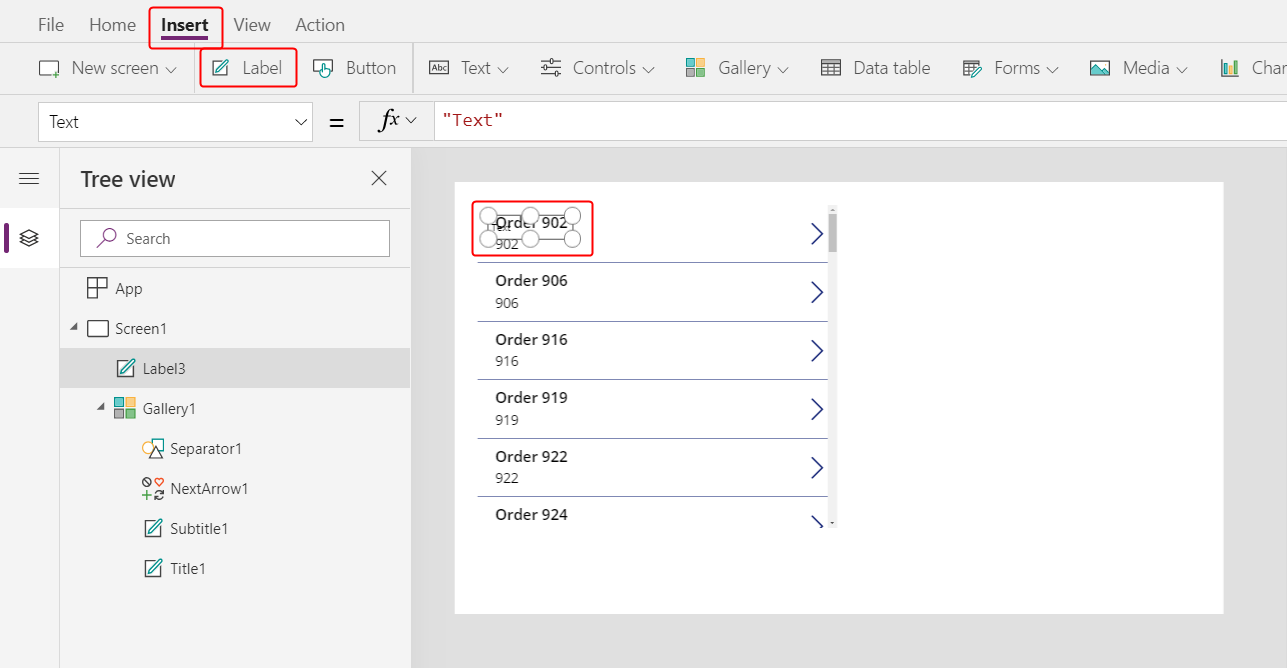 File Home Insert View Action
New screen Label Button Abc Text Controls Gallery Data table Forms Media Char
Text = fx "Text"
Tree view
Search
App
Screen1
Label3
Gallery1
Separator1
NextArrow1
Subtitle1
Title1
Order 902
Text
902
Order 906
906
Order 916
916
Order 919
919
Order 922
922
Order 924